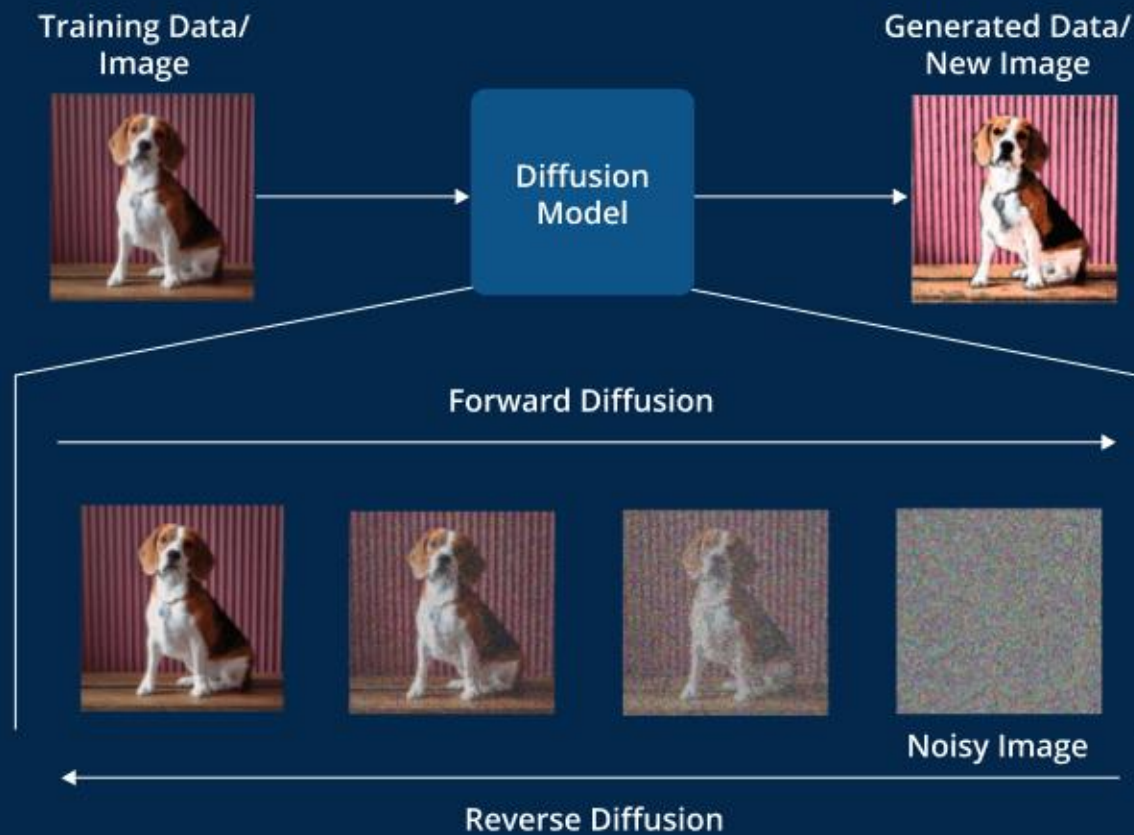 Training Data/
Image
Generated Data/
New Image
Diffusion
Model
Forward Diffusion
Noisy Image
Reverse Diffusion